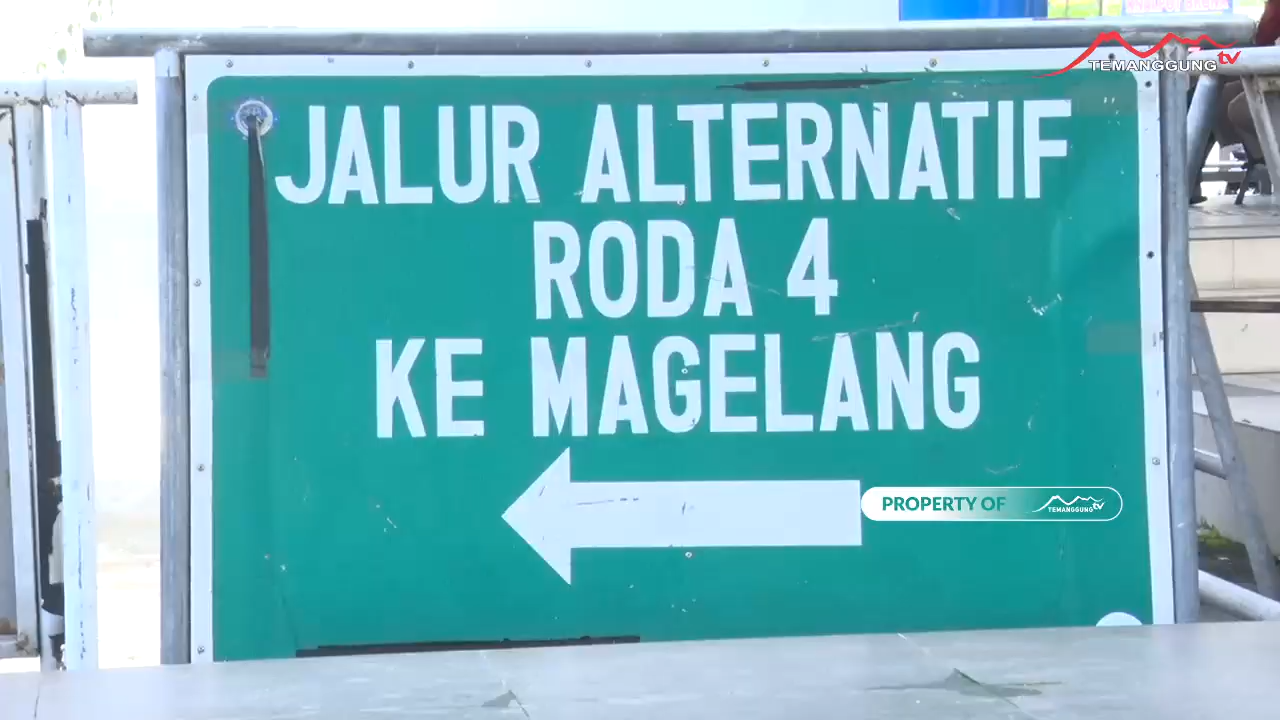 TEMANGGUNG tv
JALUR ALTERNATIF
RODA 4
KE MAGELANG
PROPERTY OF TEMANGGUNG tv